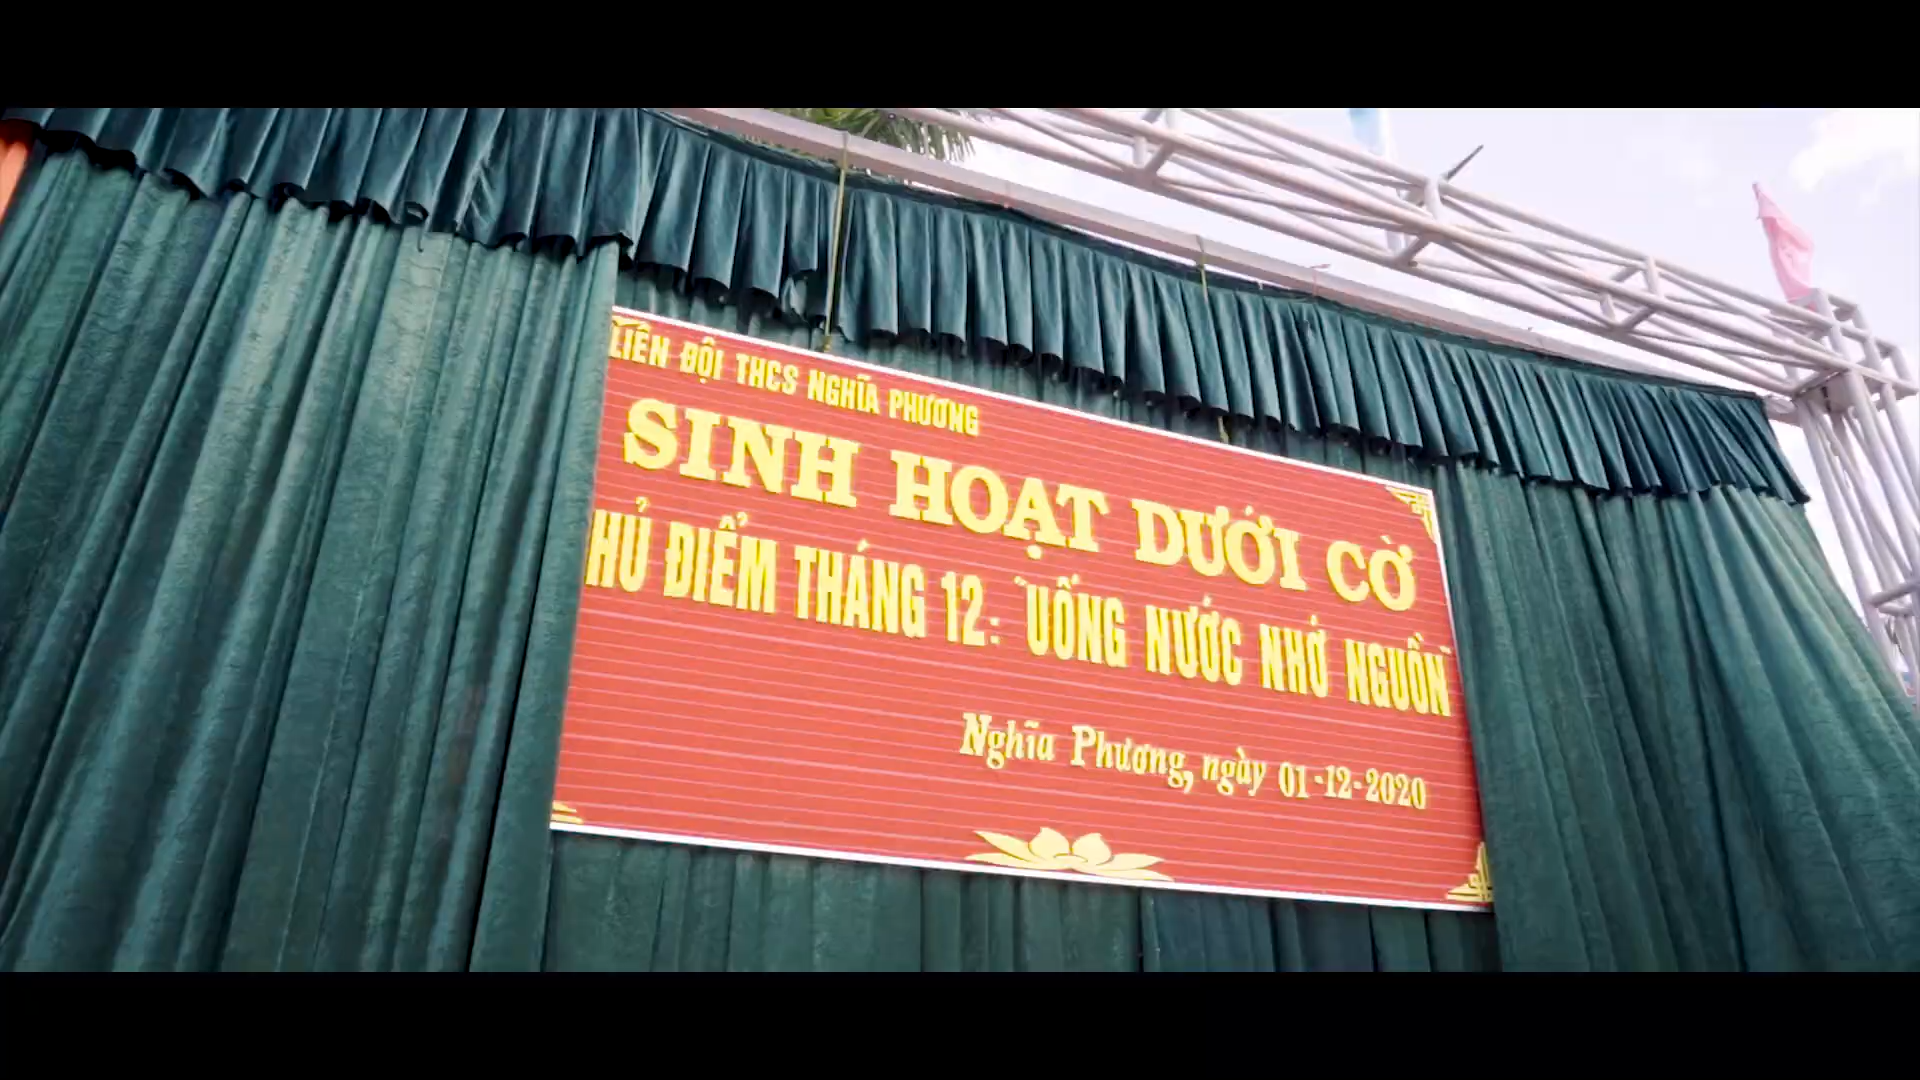 LIÊN ĐỘI THCS NGHĨA PHƯƠNG
SINH HOẠT DƯỚI CỜ
HỦ ĐIỂM THÁNG 12: "UỐNG NƯỚC NHỚ NGUỒN"
Nghĩa Phương, ngày 01-12-2020